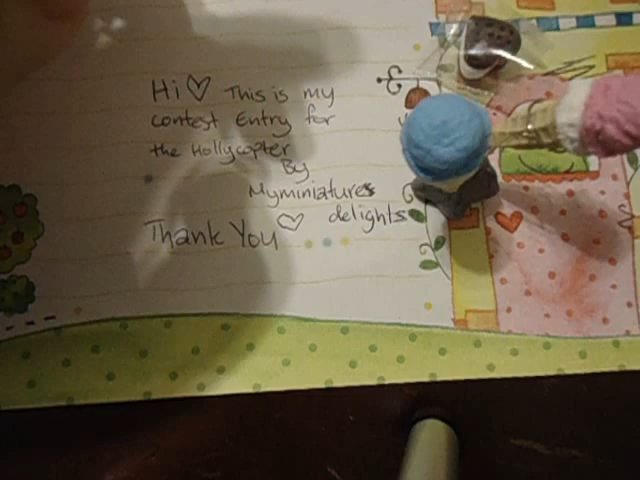 Hi♡ This is my
contest Entry for
the Hollycopter
By
Myminiatures
delights
Thank You♡